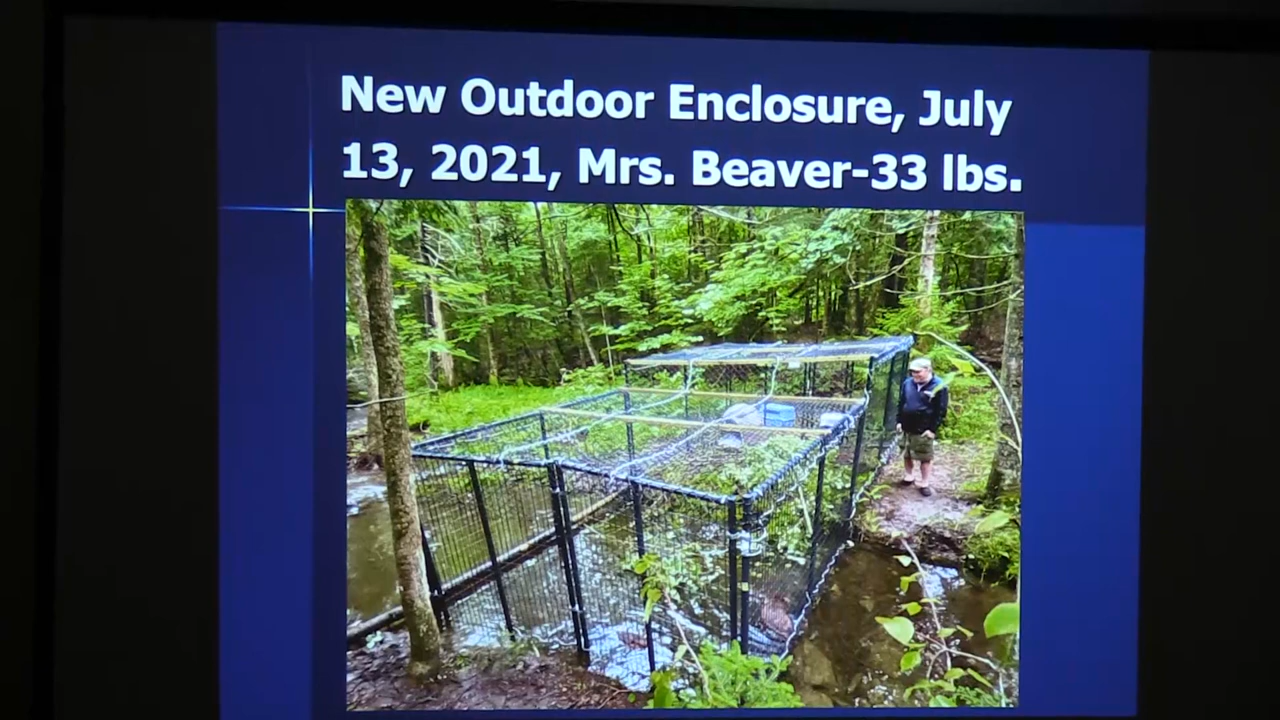 New Outdoor Enclosure, July
13, 2021, Mrs. Beaver-33 lbs.